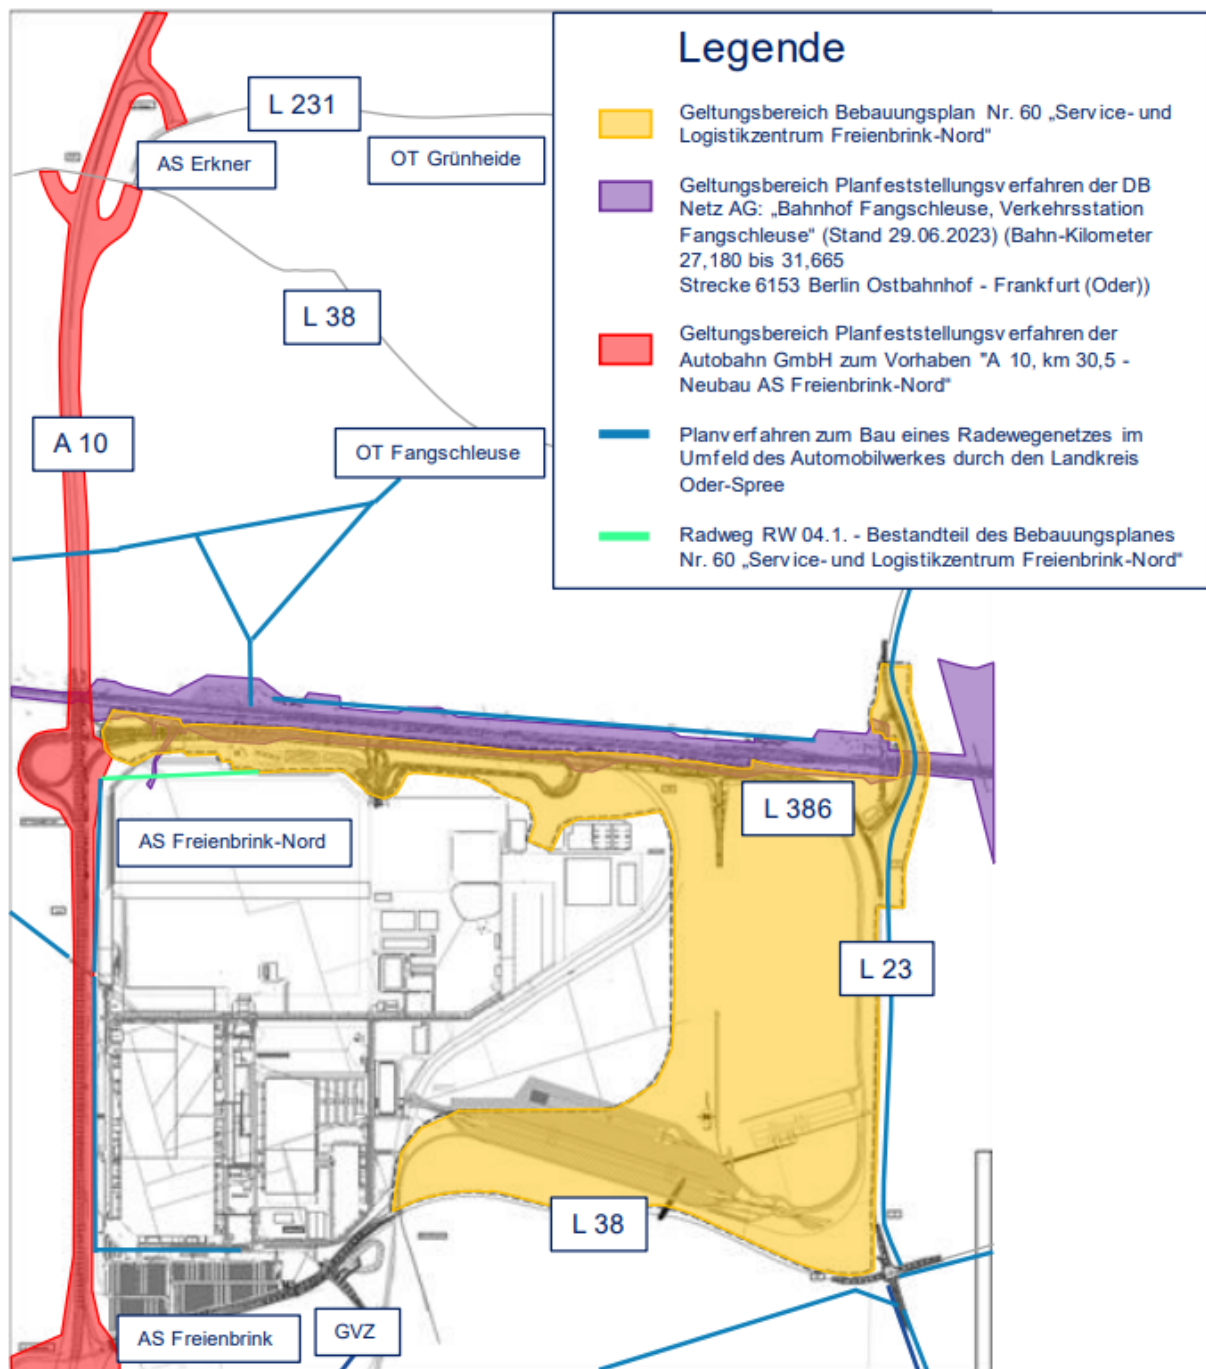 Legende
Geltungsbereich Bebauungsplan Nr. 60 „Service- und
Logistikzentrum Freienbrink-Nord"
Geltungsbereich Planfeststellungsverfahren der DB
Netz AG: „Bahnhof Fangschleuse, Verkehrsstation
Fangschleuse" (Stand 29.06.2023) (Bahn-Kilometer
27,180 bis 31,665
Strecke 6153 Berlin Ostbahnhof - Frankfurt (Oder))
Geltungsbereich Planfeststellungsverfahren der
Autobahn GmbH zum Vorhaben "A 10, km 30,5 -
Neubau AS Freienbrink-Nord"
Planverfahren zum Bau eines Radewegenetzes im
Umfeld des Automobilwerkes durch den Landkreis
Oder-Spree
Radweg RW 04.1. - Bestandteil des Bebauungsplanes
Nr. 60 „Service- und Logistikzentrum Freienbrink-Nord"
L 231
AS Erkner
OT Grünheide
L 38
A 10
OT Fangschleuse
L 386
AS Freienbrink-Nord
L 23
L 38
AS Freienbrink
GVZ